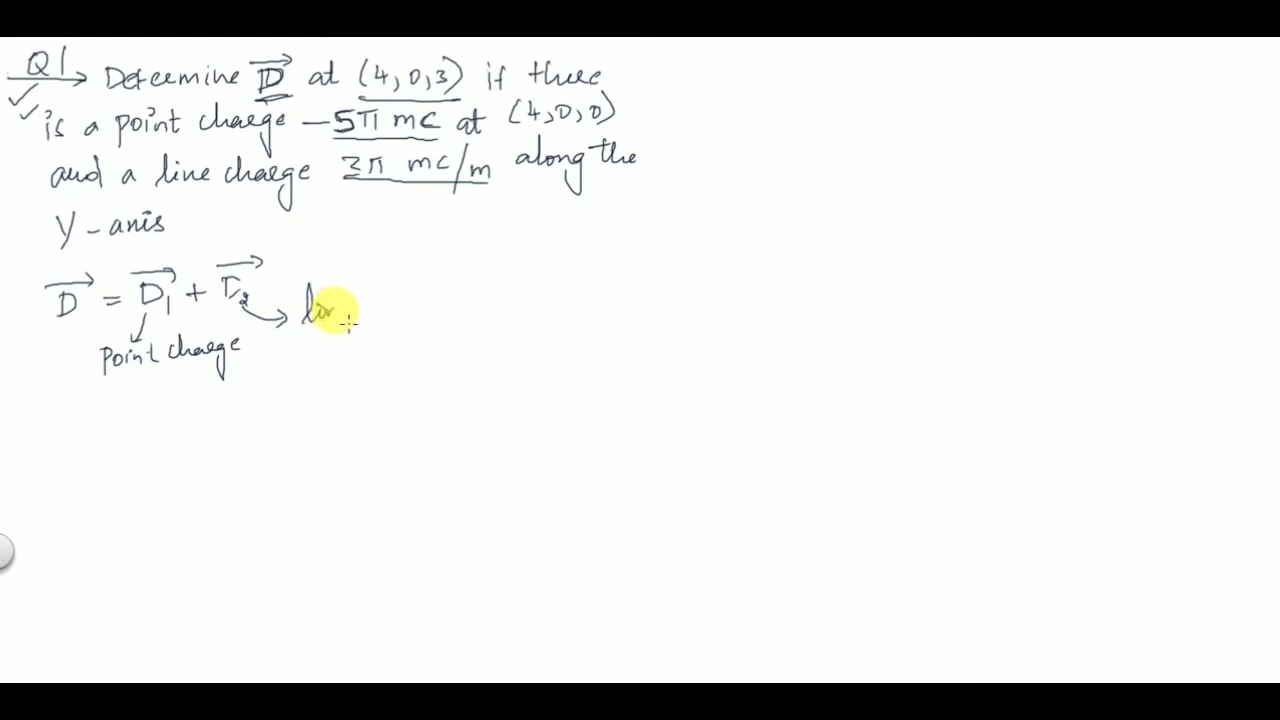 Q1 Determine D at (4,0,3) if there
is a point charge -5π mC at (4,0,0)
and a line charge 3π mC/m along the
Y-axis
D = D₁ + D₂
point charge